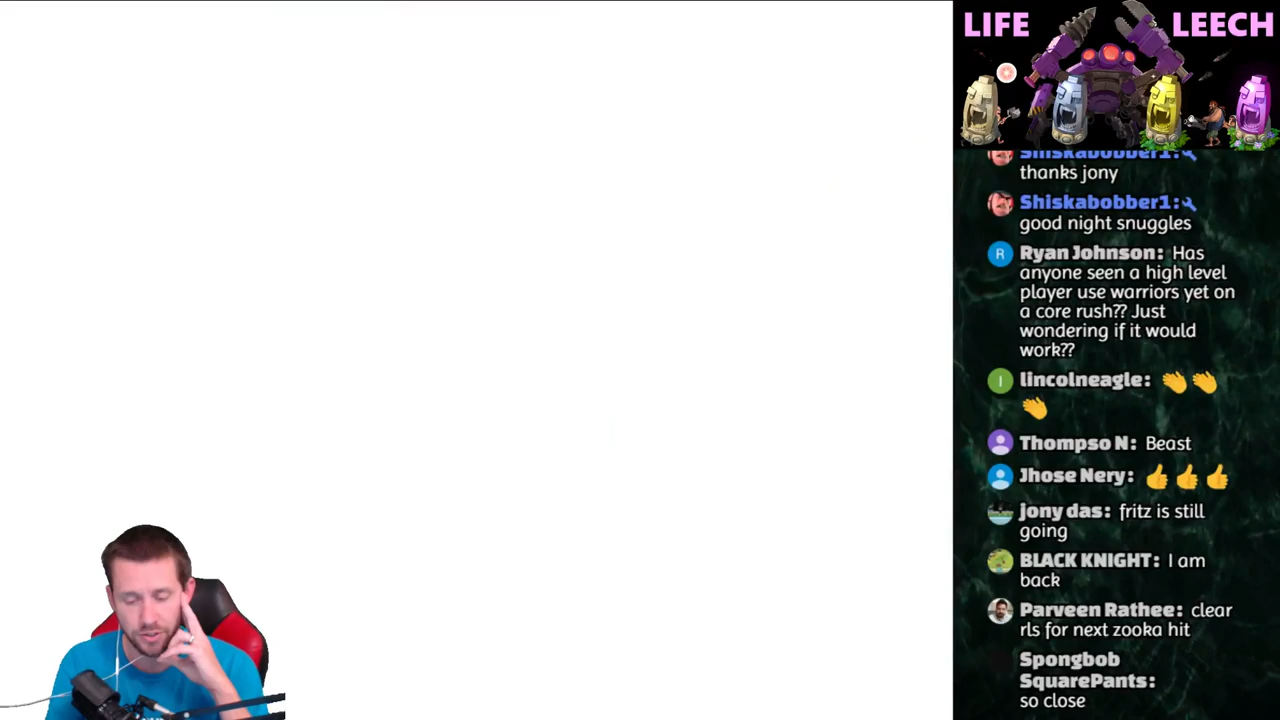 LIFE LEECH
Shiskabobber1:
thanks jony
Shiskabobber1:
good night snuggles
R Ryan Johnson: Has
anyone seen a high level
player use warriors yet on
a core rush?? Just
wondering if it would
work??
l lincolneagle: 👏👏
👏
Thompso N: Beast
Jhose Nery: 👍👍👍
jony das: fritz is still
going
BLACK KNIGHT: I am
back
Parveen Rathee: clear
rls for next zooka hit
Spongbob
SquarePants:
so close